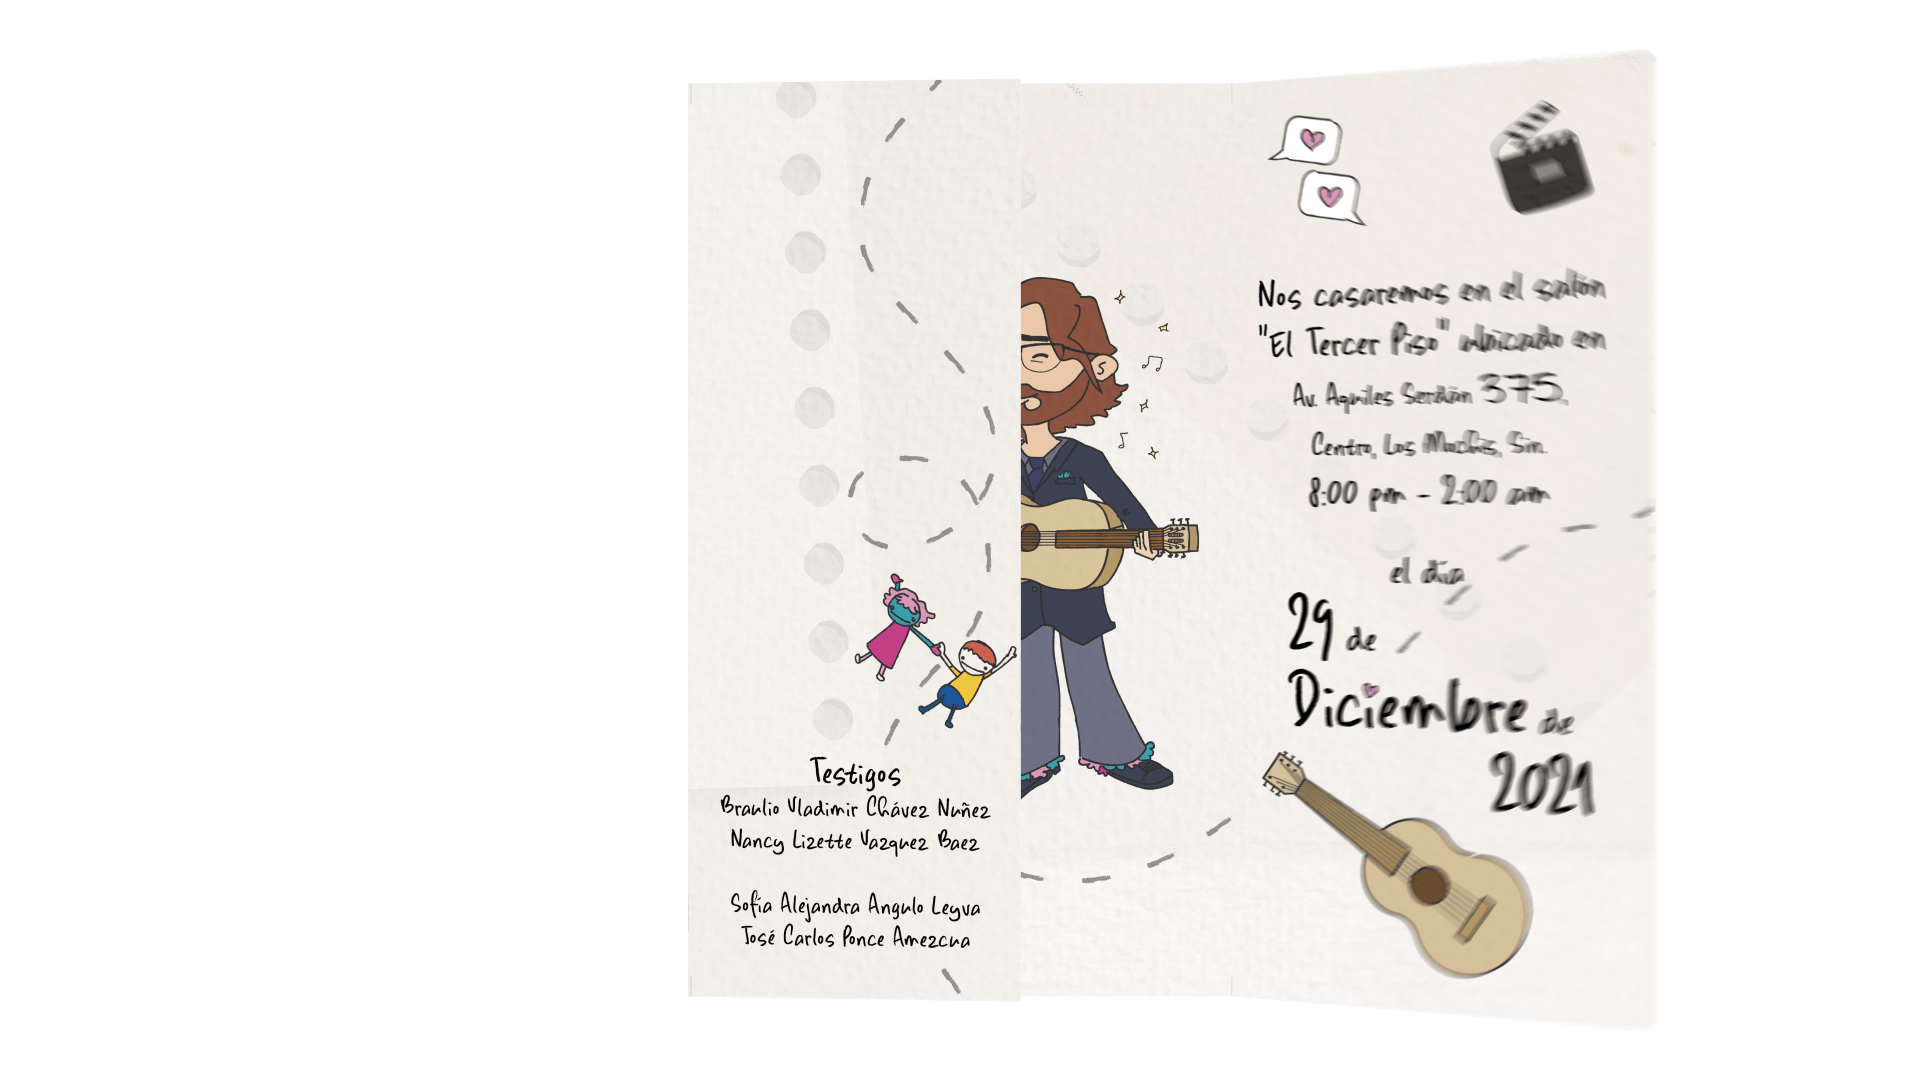 Testigos
Braulio Vladimir Chávez Nuñez
Nancy Lizette Vazquez Baez
Sofía Alejandra Angulo Leyva
José Carlos Ponce Amezcua
Nos casaremos en el salón
"El Tercer Piso" ubicado en
Av. Aquiles Serdán 375,
Centro, Los Mochis, Sin.
8:00 pm - 2:00 am
el día
29 de
Diciembre de
2021